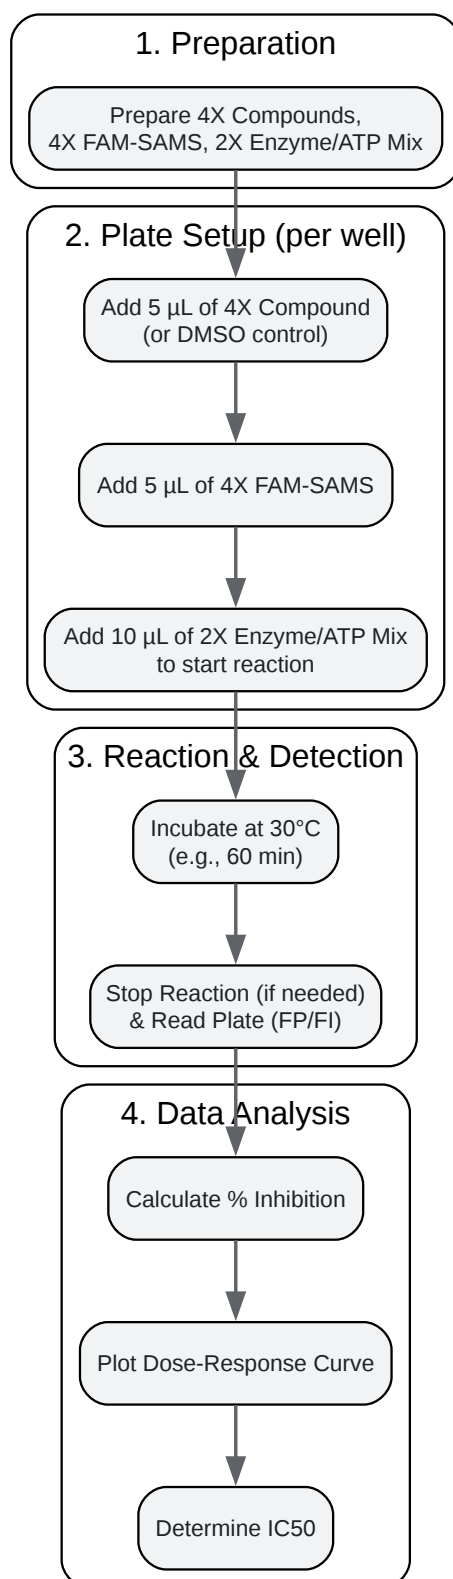 1. Preparation
Prepare 4X Compounds,
4X FAM-SAMS, 2X Enzyme/ATP Mix
2. Plate Setup (per well)
Add 5 µL of 4X Compound
(or DMSO control)
Add 5 µL of 4X FAM-SAMS
Add 10 µL of 2X Enzyme/ATP Mix
to start reaction
3. Reaction & Detection
Incubate at 30°C
(e.g., 60 min)
Stop Reaction (if needed)
& Read Plate (FP/FI)
4. Data Analysis
Calculate % Inhibition
Plot Dose-Response Curve
Determine IC50